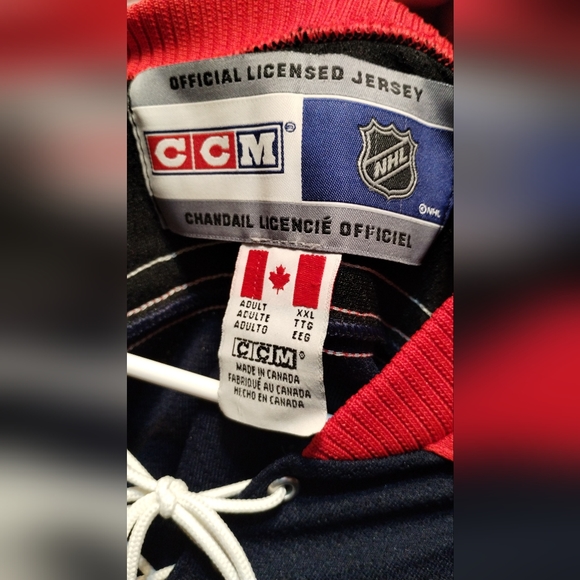 OFFICIAL LICENSED JERSEY
CCM®
NHL
©NHL
CHANDAIL LICENCIÉ OFFICIEL
ADULT XXL
ADULTE TTG
ADULTO EEG
CCM®
MADE IN CANADA
FABRIQUÉ AU CANADA
HECHO EN CANADA